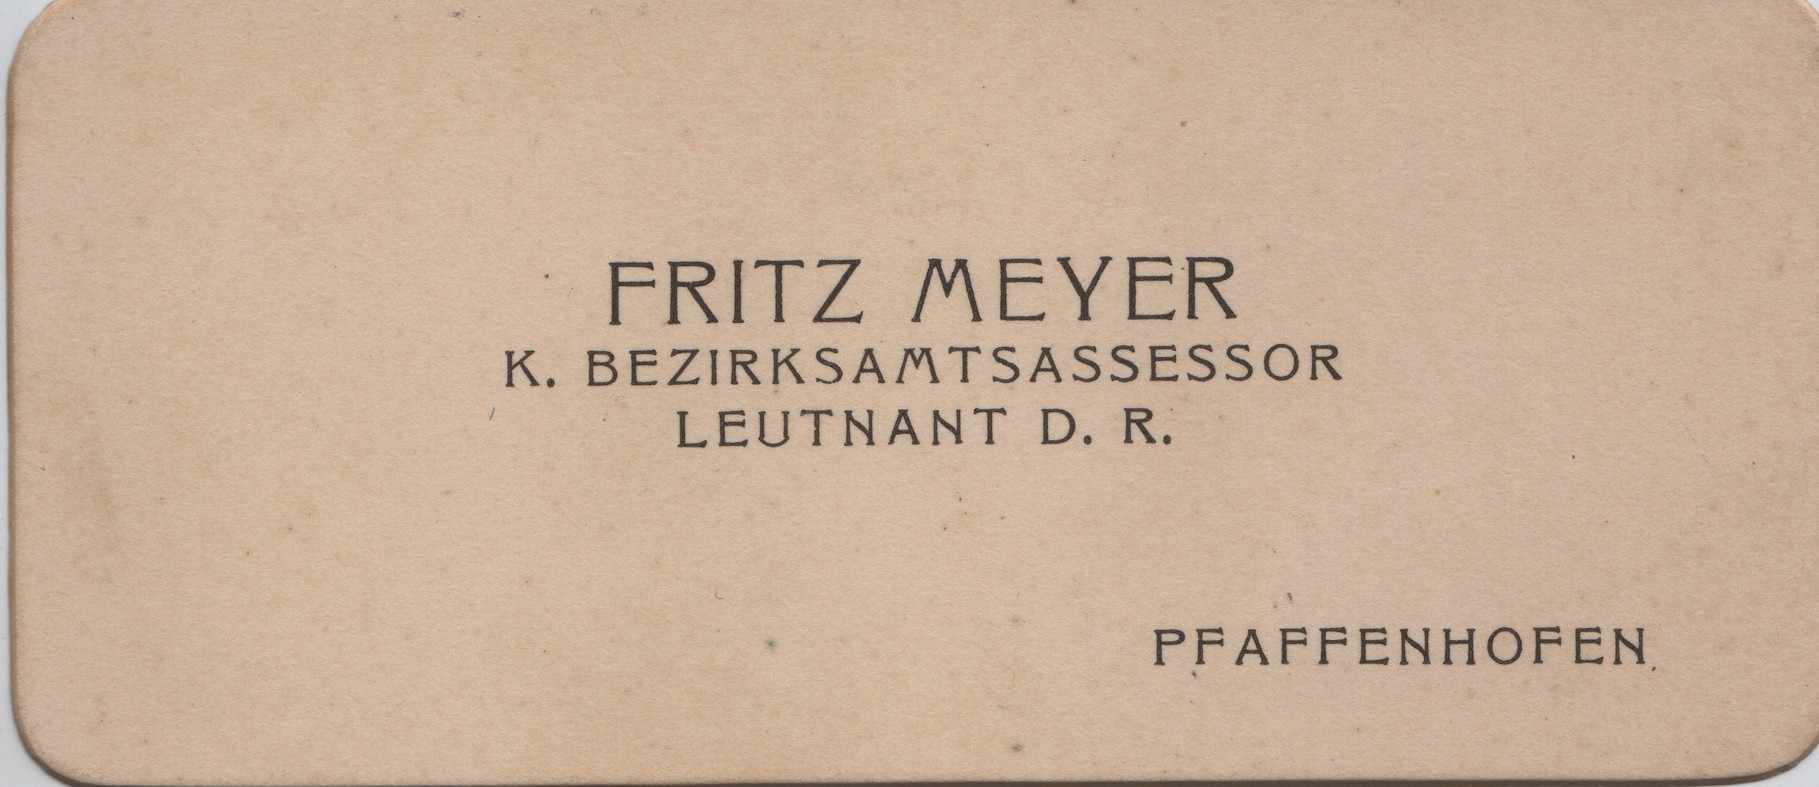 FRITZ MEYER
K. BEZIRKSAMTSASSESSOR
LEUTNANT D. R.
PFAFFENHOFEN